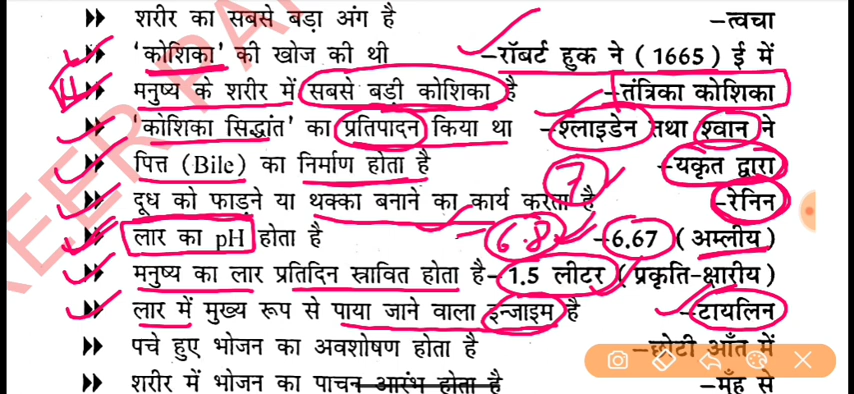 शरीर का सबसे बड़ा अंग है –त्वचा
'कोशिका' की खोज की थी –रॉबर्ट हुक ने ( 1665 ) ई में
मनुष्य के शरीर में सबसे बड़ी कोशिका है –तंत्रिका कोशिका
'कोशिका सिद्धांत' का प्रतिपादन किया था –श्लाइडेन तथा श्वान ने
पित्त (Bile) का निर्माण होता है –यकृत द्वारा
7
दूध को फाड़ने या थक्का बनाने का कार्य करता है –रेनिन
लार का pH होता है = 6.8 –6.67 ( अम्लीय )
मनुष्य का लार प्रतिदिन स्रावित होता है– 1.5 लीटर (प्रकृति–क्षारीय)
लार में मुख्य रूप से पाया जाने वाला इन्जाइम है –टायलिन
पचे हुए भोजन का अवशोषण होता है –छोटी आँत में
शरीर में भोजन का पाचन आरंभ होता है –मुँह से